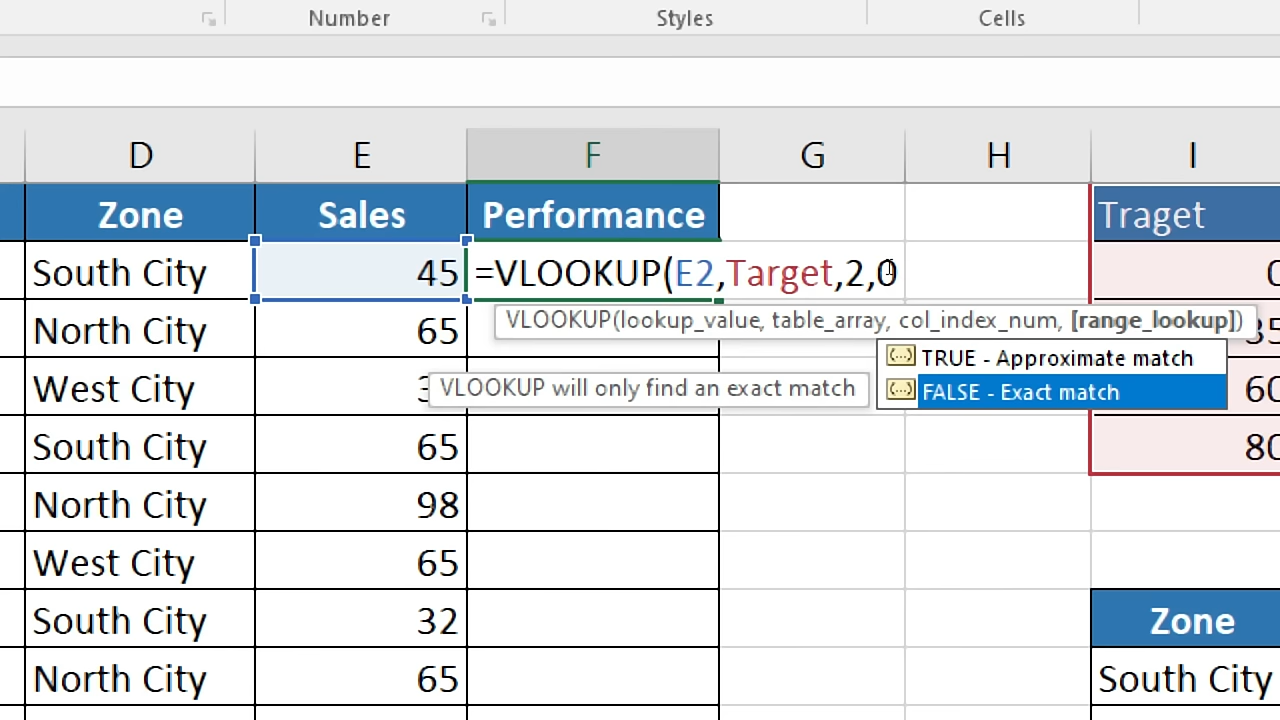 Number Styles Cells
D E F G H I
Zone Sales Performance Traget
South City 45 =VLOOKUP(E2,Target,2,0 0
VLOOKUP(lookup_value, table_array, col_index_num, [range_lookup])
North City 65 35
TRUE - Approximate match
West City 3 VLOOKUP will only find an exact match FALSE - Exact match 60
South City 65 80
North City 98
West City 65
South City 32 Zone
North City 65 South City